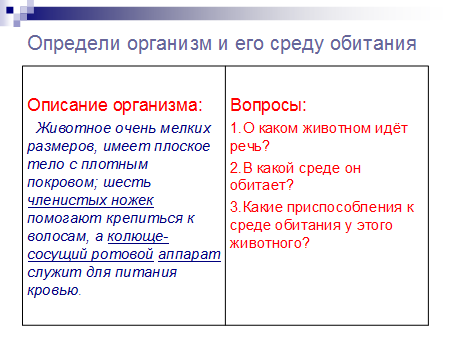 Определи организм и его среду обитания
Описание организма:
Животное очень мелких
размеров, имеет плоское
тело с плотным
покровом; шесть
членистых ножек
помогают крепиться к
волосам, а колюще-
сосущий ротовой аппарат
служит для питания
кровью.
Вопросы:
1.О каком животном идёт
речь?
2.В какой среде он
обитает?
3.Какие приспособления к
среде обитания у этого
животного?